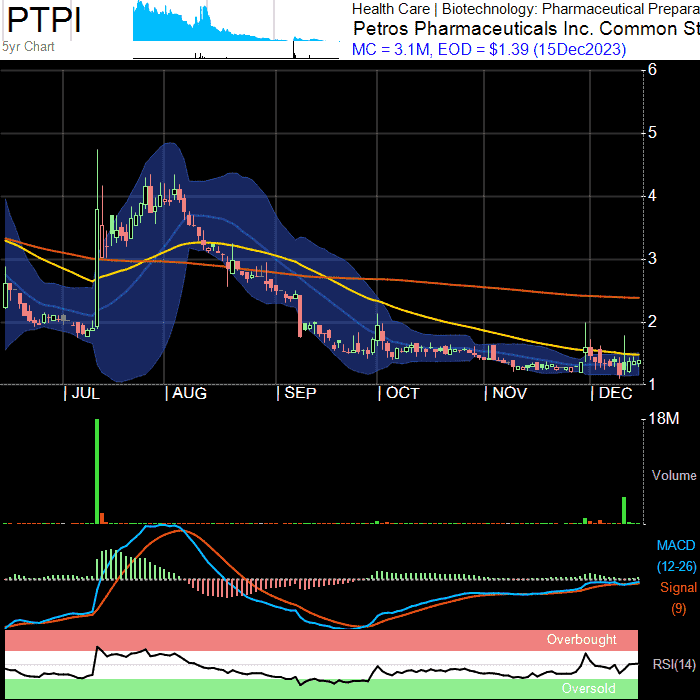 PTPI
5yr Chart
Health Care | Biotechnology: Pharmaceutical Prepara
Petros Pharmaceuticals Inc. Common St
MC = 3.1M, EOD = $1.39 (15Dec2023)
6
5
4
3
2
1
| JUL | AUG | SEP | OCT | NOV | DEC
18M
Volume
MACD
(12-26)
Signal
(9)
Overbought
RSI(14)
Oversold